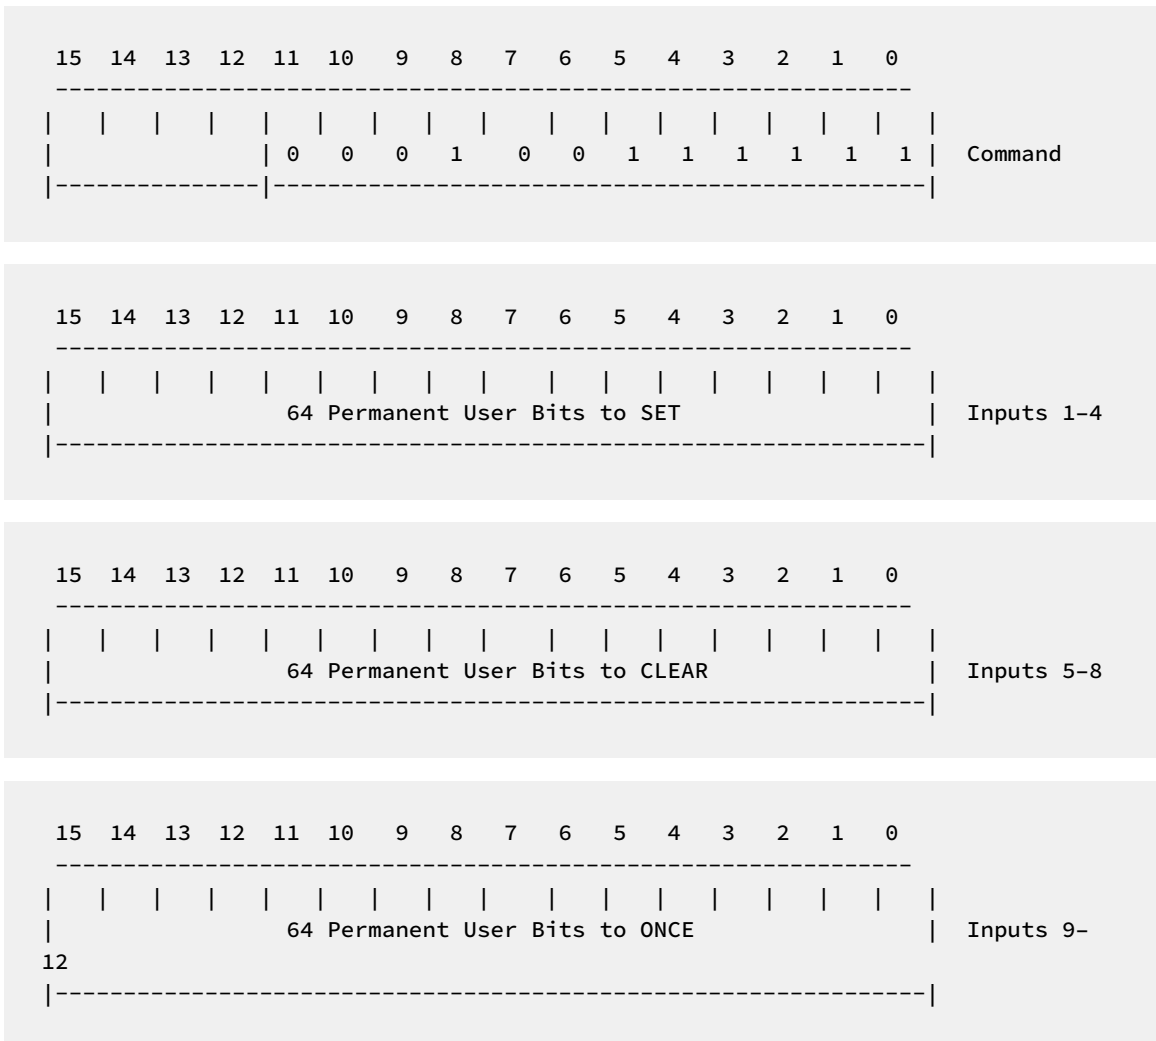 15  14  13  12  11  10   9   8   7   6   5   4   3   2   1   0
---------------------------------------------------------------
|   |   |   |   |   |   |   |   |    |   |   |   |   |   |   |   |
|               | 0   0   0   1    0   0   1   1   1   1   1   1 |  Command
|---------------|------------------------------------------------|
15  14  13  12  11  10   9   8   7   6   5   4   3   2   1   0
---------------------------------------------------------------
|   |   |   |   |   |   |   |   |    |   |   |   |   |   |   |   |
|                 64 Permanent User Bits to SET                  |  Inputs 1-4
|----------------------------------------------------------------|
15  14  13  12  11  10   9   8   7   6   5   4   3   2   1   0
---------------------------------------------------------------
|   |   |   |   |   |   |   |   |    |   |   |   |   |   |   |   |
|                 64 Permanent User Bits to CLEAR                |  Inputs 5-8
|----------------------------------------------------------------|
15  14  13  12  11  10   9   8   7   6   5   4   3   2   1   0
---------------------------------------------------------------
|   |   |   |   |   |   |   |   |    |   |   |   |   |   |   |   |
|                 64 Permanent User Bits to ONCE                 |  Inputs 9-
12
|----------------------------------------------------------------|